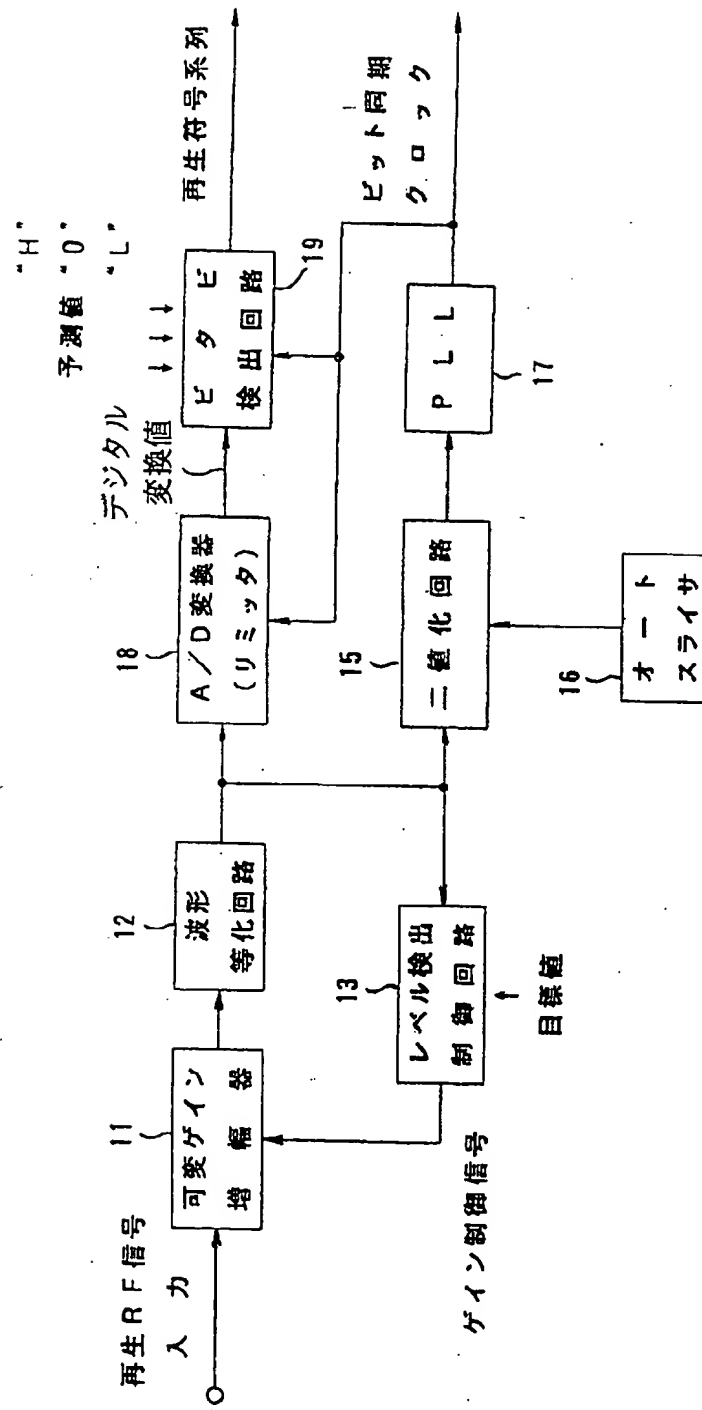 再生RF信号
入力
11
可変ゲイン
増幅器
12
波形
等化回路
18
A/D変換器
(リミッタ)
デジタル
変換値
予測値
“H”
“0”
“L”
ビタビ
検出回路
19
再生符号系列
ゲイン制御信号
13
レベル検出
制御回路
目標値
15
二値化回路
16
オート
スライサ
PLL
17
ビット同期
クロック